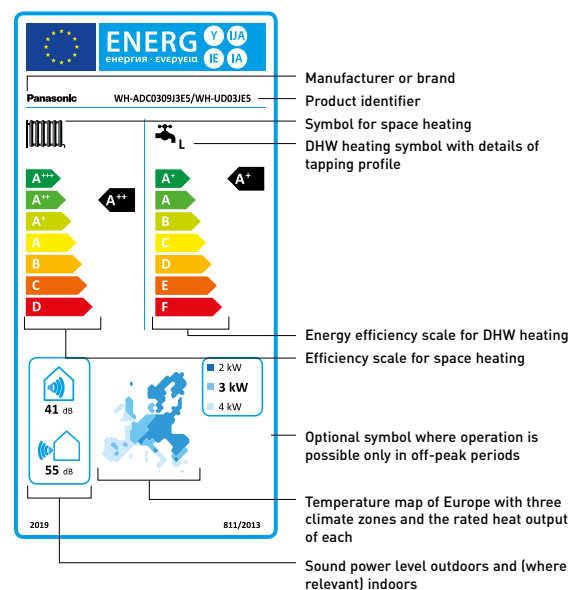 ENERG
енергия · ενεργεια
Y
IJA
IE
IA
Manufacturer or brand
Panasonic
WH-ADC0309J3E5/WH-UD03JE5
Product identifier
Symbol for space heating
L
DHW heating symbol with details of
tapping profile
A+++
A++
A+
A
B
C
D
A++
A+
A
B
C
D
E
F
A+
Energy efficiency scale for DHW heating
Efficiency scale for space heating
41 dB
55 dB
2 kW
3 kW
4 kW
Optional symbol where operation is
possible only in off-peak periods
Temperature map of Europe with three
climate zones and the rated heat output
of each
2019
811/2013
Sound power level outdoors and (where
relevant) indoors